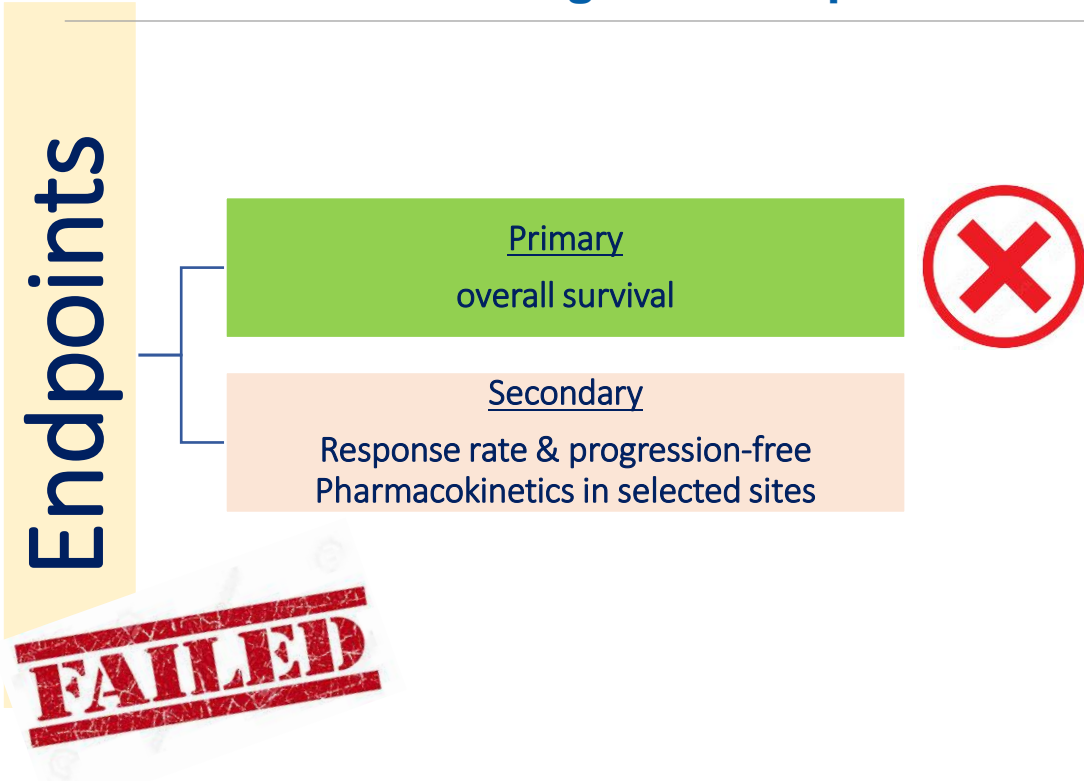 Endpoints
Primary
overall survival
Secondary
Response rate & progression-free
Pharmacokinetics in selected sites
FAILED